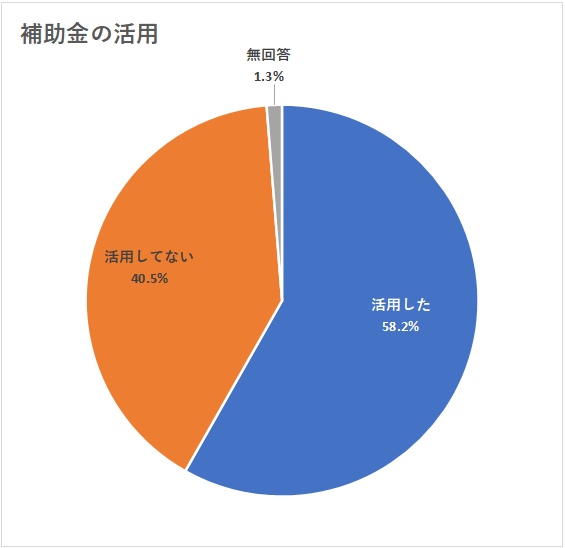 補助金の活用
無回答
1.3%
活用してない
40.5%
活用した
58.2%